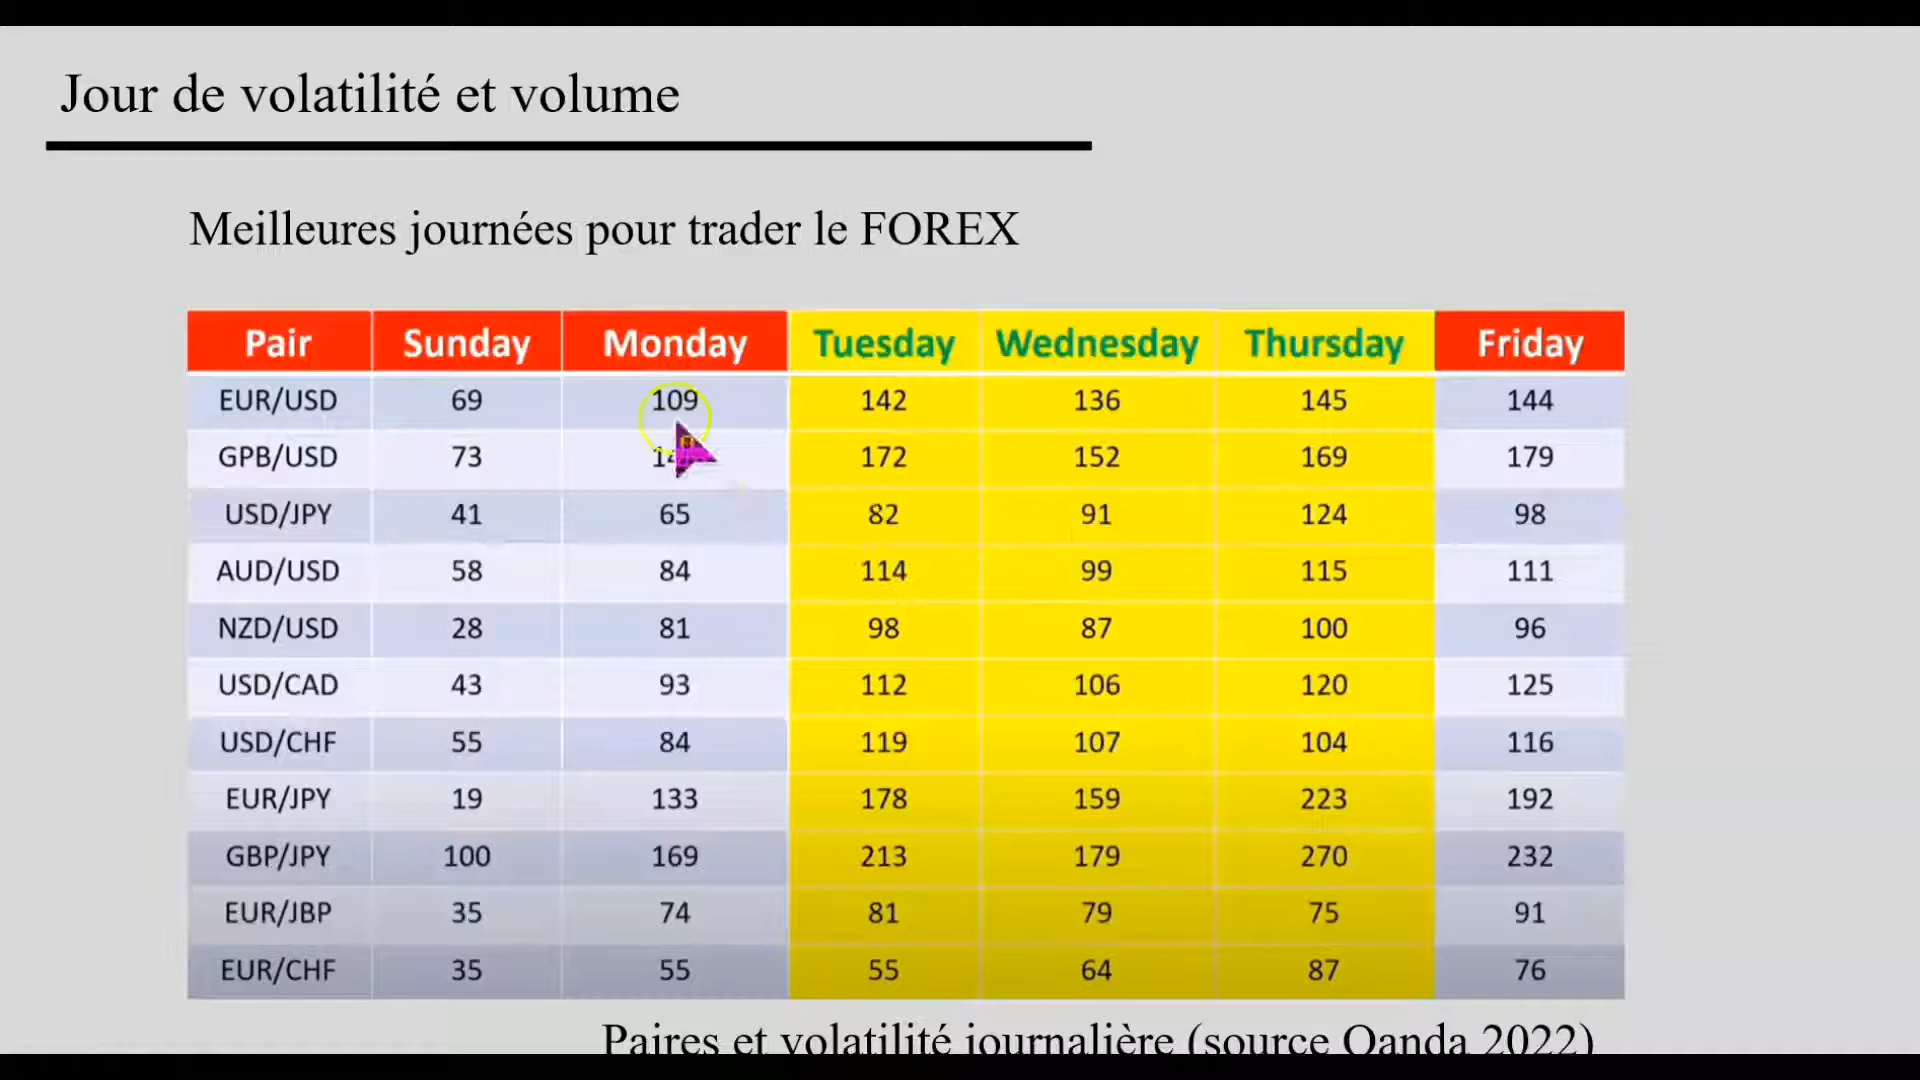 Jour de volatilité et volume
Meilleures journées pour trader le FOREX
Pair Sunday Monday Tuesday Wednesday Thursday Friday
EUR/USD 69 109 142 136 145 144
GPB/USD 73 172 152 169 179
USD/JPY 41 65 82 91 124 98
AUD/USD 58 84 114 99 115 111
NZD/USD 28 81 98 87 100 96
USD/CAD 43 93 112 106 120 125
USD/CHF 55 84 119 107 104 116
EUR/JPY 19 133 178 159 223 192
GBP/JPY 100 169 213 179 270 232
EUR/JBP 35 74 81 79 75 91
EUR/CHF 35 55 55 64 87 76
Paires et volatilité journalière (source Oanda 2022)